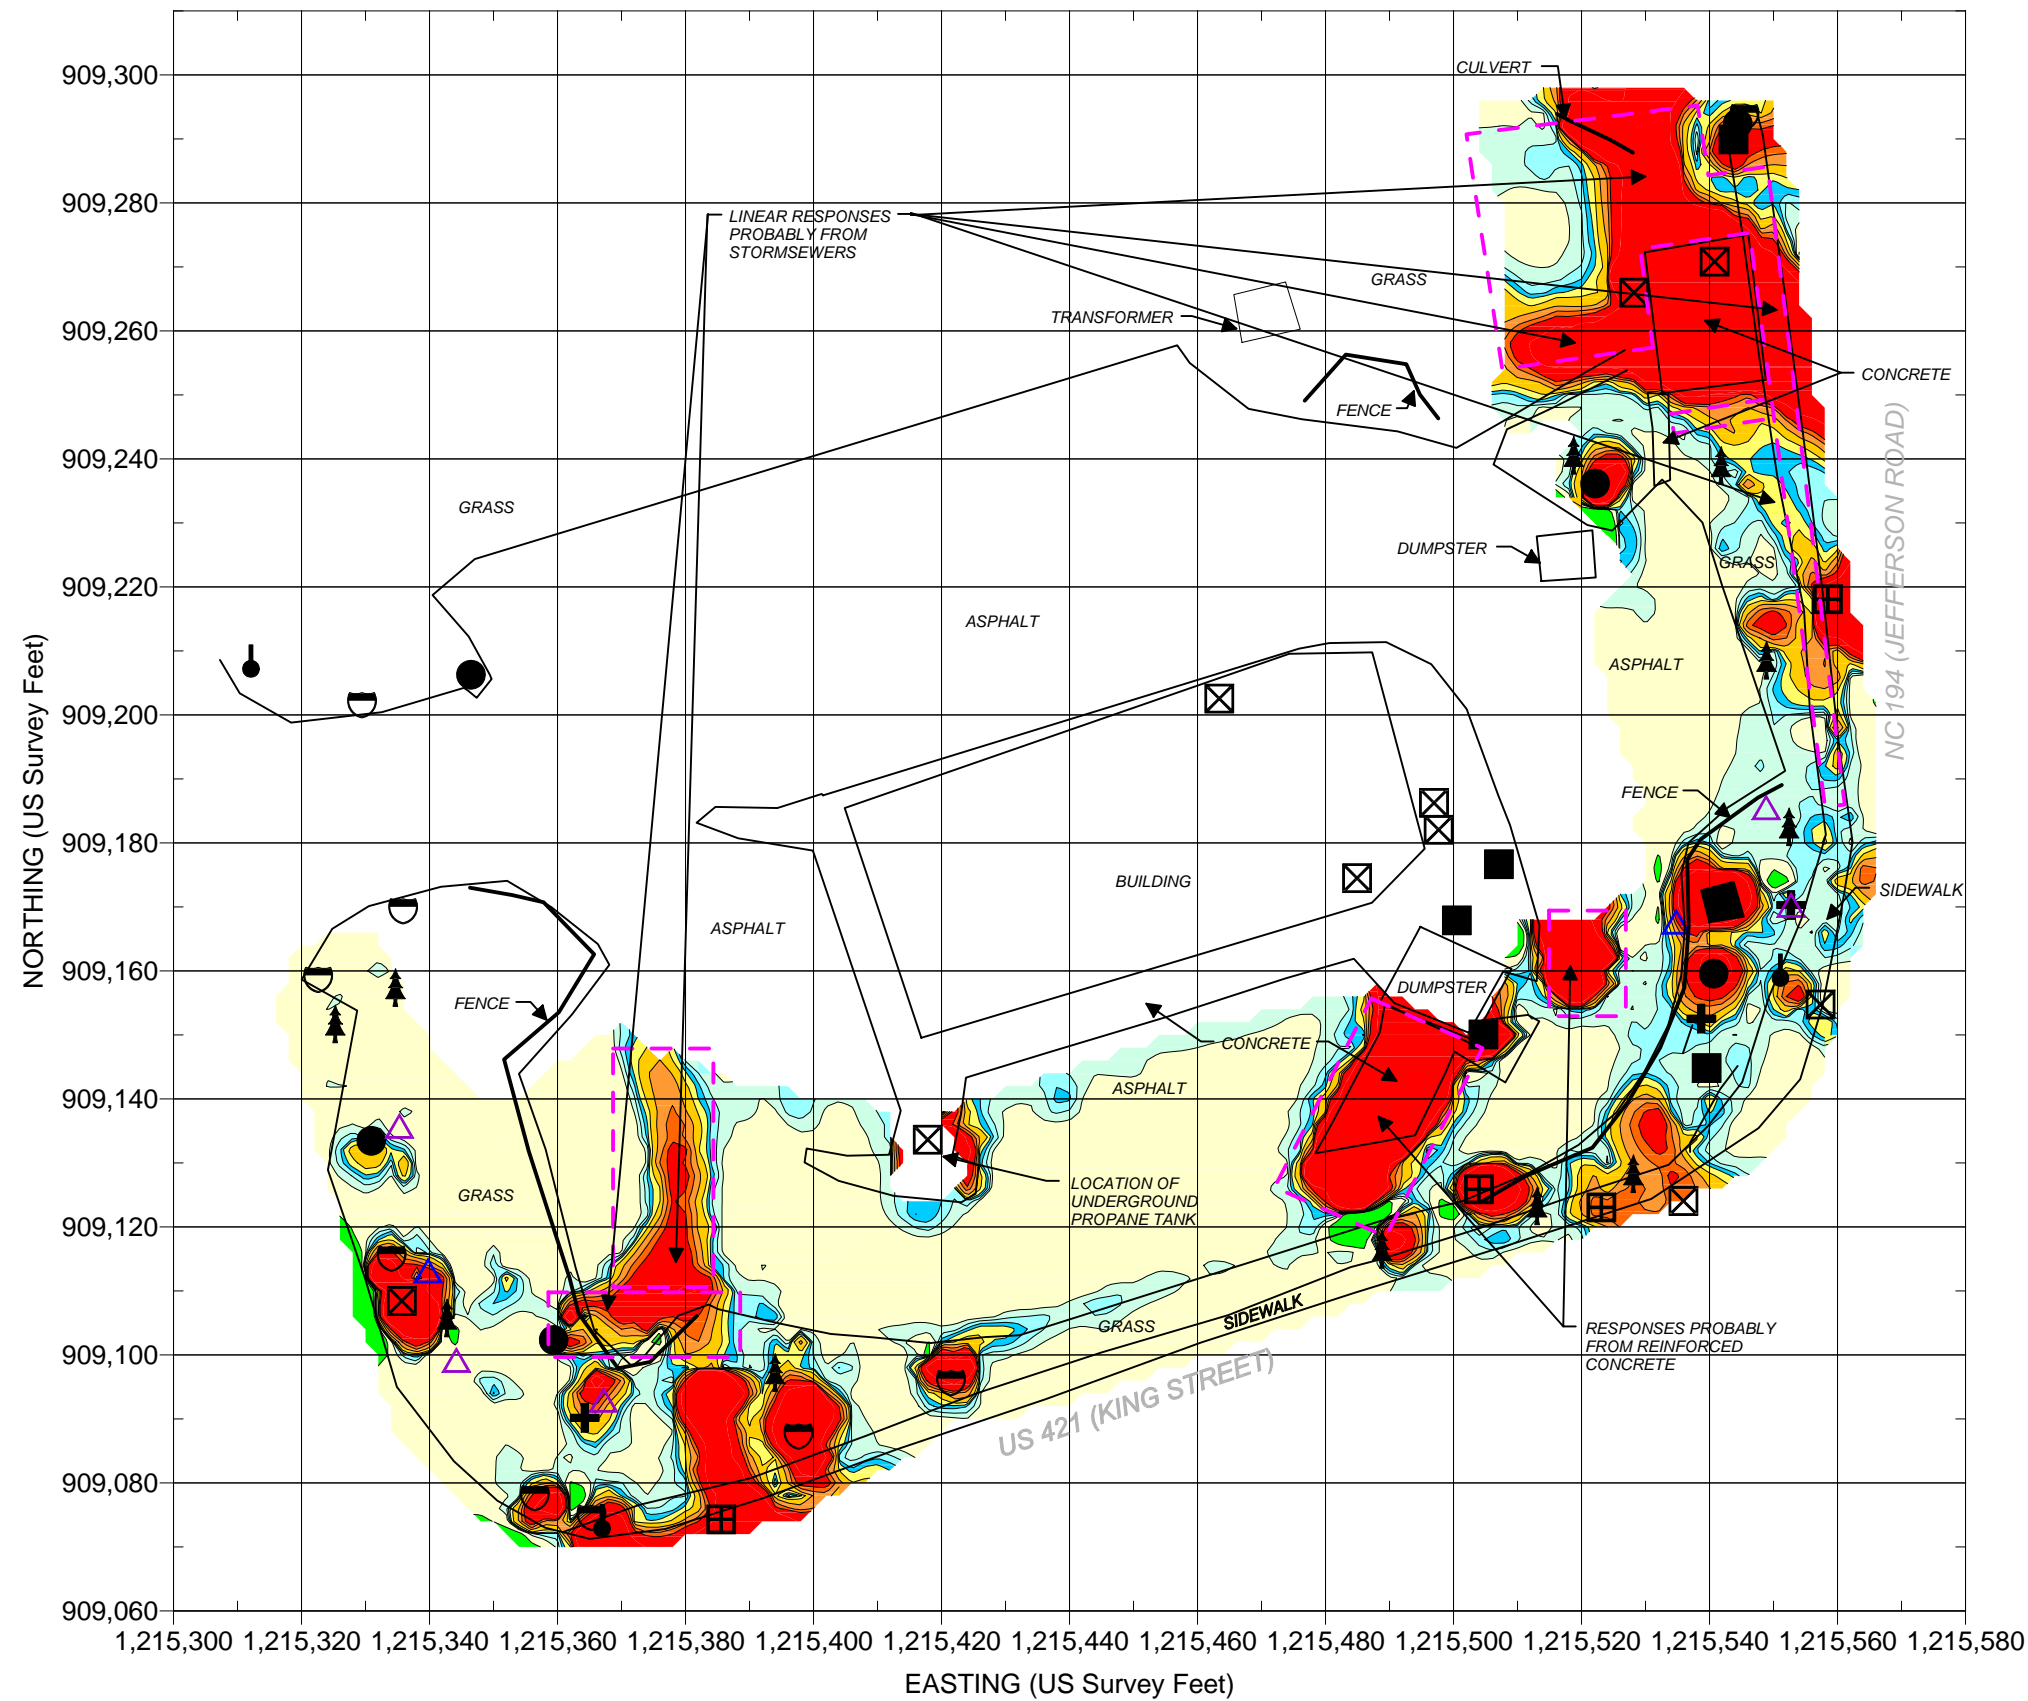 909,300
909,280
909,260
909,240
909,220
909,200
909,180
909,160
909,140
909,120
909,100
909,080
909,060
NORTHING (US Survey Feet)
CULVERT
LINEAR RESPONSES
PROBABLY FROM
STORMSEWERS
GRASS
TRANSFORMER
CONCRETE
FENCE
GRASS
DUMPSTER
GRASS
NC 194 (JEFFERSON ROAD)
ASPHALT
ASPHALT
FENCE
BUILDING
SIDEWALK
ASPHALT
DUMPSTER
FENCE
CONCRETE
ASPHALT
GRASS
LOCATION OF
UNDERGROUND
PROPANE TANK
SIDEWALK
GRASS
RESPONSES PROBABLY
FROM REINFORCED
CONCRETE
US 421 (KING STREET)
1,215,300 1,215,320 1,215,340 1,215,360 1,215,380 1,215,400 1,215,420 1,215,440 1,215,460 1,215,480 1,215,500 1,215,520 1,215,540 1,215,560 1,215,580
EASTING (US Survey Feet)